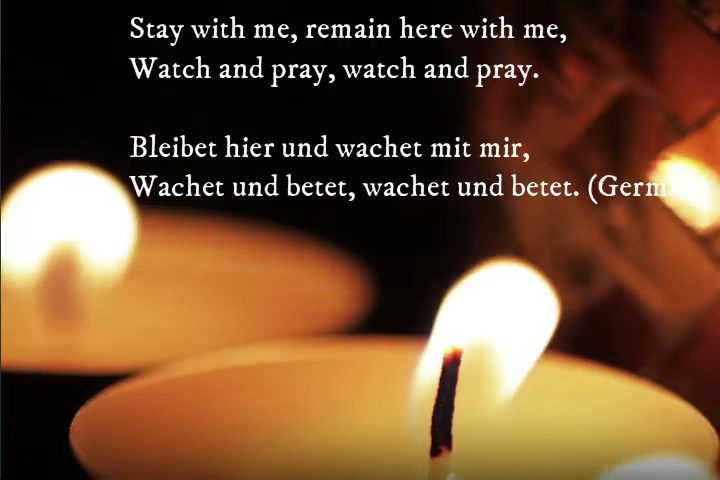 Stay with me, remain here with me,
Watch and pray, watch and pray.
Bleibet hier und wachet mit mir,
Wachet und betet, wachet und betet.